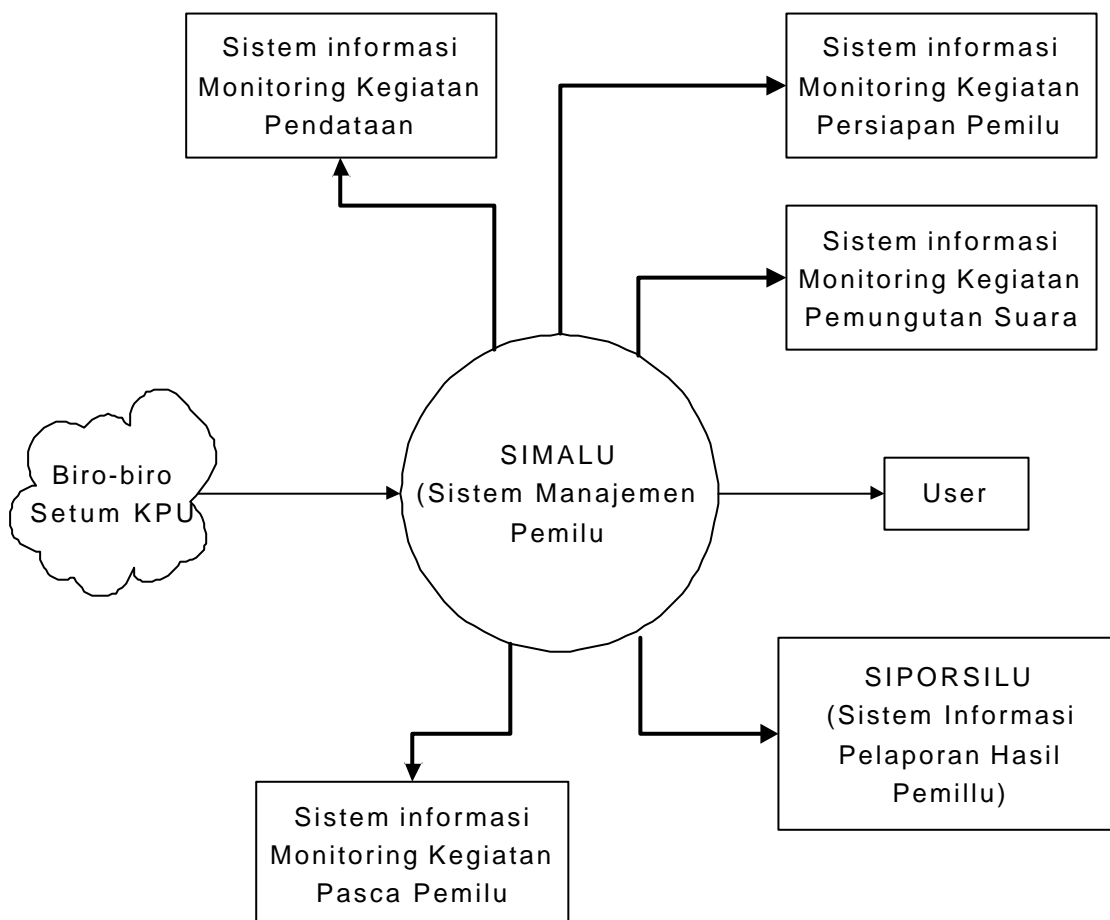 Sistem informasi
Monitoring Kegiatan
Pendataan
Sistem informasi
Monitoring Kegiatan
Persiapan Pemilu
Sistem informasi
Monitoring Kegiatan
Pemungutan Suara
Biro-biro
Setum KPU
SIMALU
(Sistem Manajemen
Pemilu
User
SIPORSILU
(Sistem Informasi
Pelaporan Hasil
Pemillu)
Sistem informasi
Monitoring Kegiatan
Pasca Pemilu